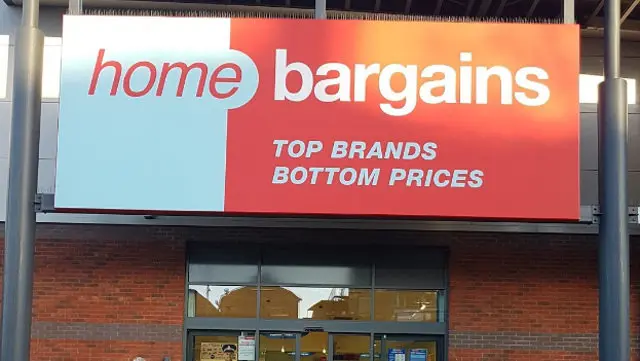 home bargains
TOP BRANDS
BOTTOM PRICES